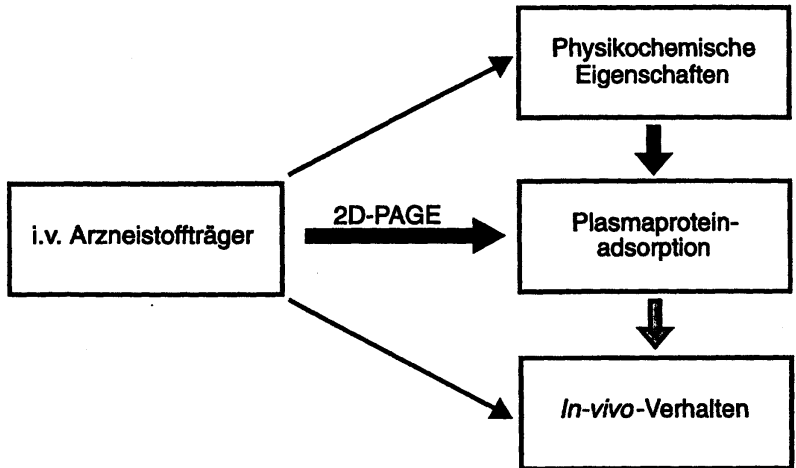 Physikochemische
Eigenschaften
i.v. Arzneistoffträger
2D-PAGE
Plasmaprotein-
adsorption
In-vivo-Verhalten